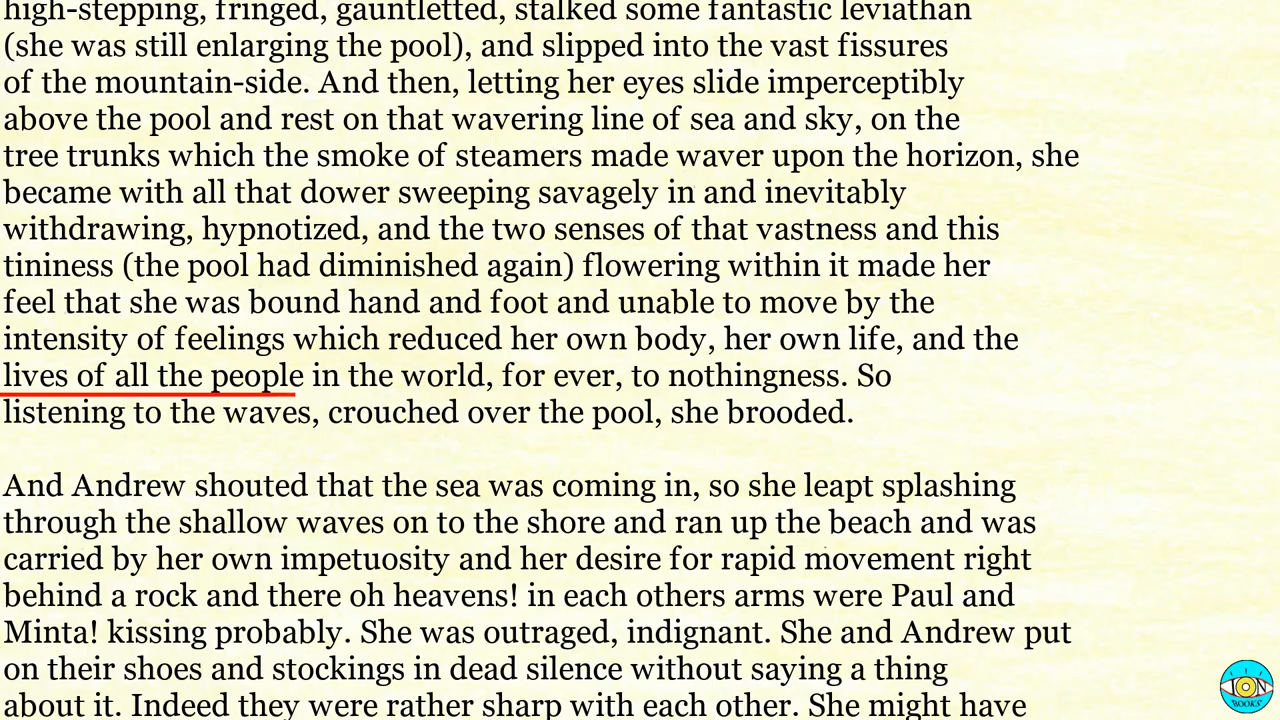 high-stepping, fringed, gauntletted, stalked some fantastic leviathan
(she was still enlarging the pool), and slipped into the vast fissures
of the mountain-side. And then, letting her eyes slide imperceptibly
above the pool and rest on that wavering line of sea and sky, on the
tree trunks which the smoke of steamers made waver upon the horizon, she
became with all that dower sweeping savagely in and inevitably
withdrawing, hypnotized, and the two senses of that vastness and this
tininess (the pool had diminished again) flowering within it made her
feel that she was bound hand and foot and unable to move by the
intensity of feelings which reduced her own body, her own life, and the
lives of all the people in the world, for ever, to nothingness. So
listening to the waves, crouched over the pool, she brooded.

And Andrew shouted that the sea was coming in, so she leapt splashing
through the shallow waves on to the shore and ran up the beach and was
carried by her own impetuosity and her desire for rapid movement right
behind a rock and there oh heavens! in each others arms were Paul and
Minta! kissing probably. She was outraged, indignant. She and Andrew put
on their shoes and stockings in dead silence without saying a thing
about it. Indeed they were rather sharp with each other. She might have
ION
BOOKS